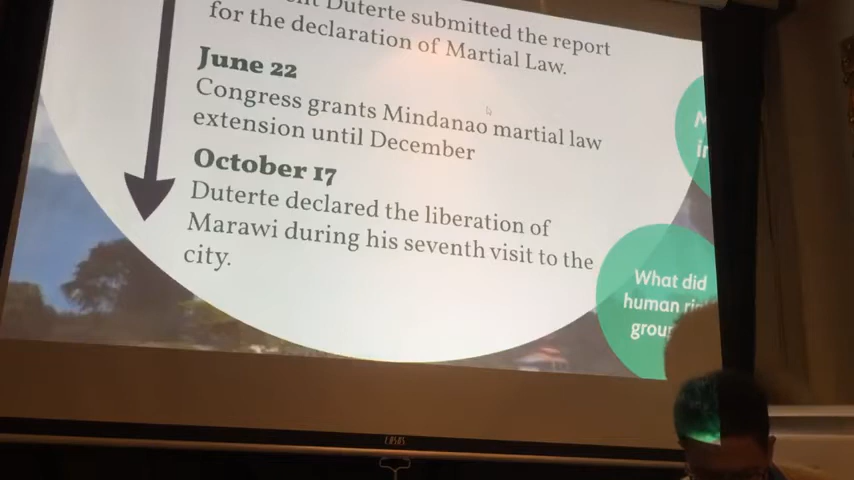 Duterte submitted the report
for the declaration of Martial Law.
June 22
Congress grants Mindanao martial law
extension until December
October 17
Duterte declared the liberation of
Marawi during his seventh visit to the
city.
What did
human